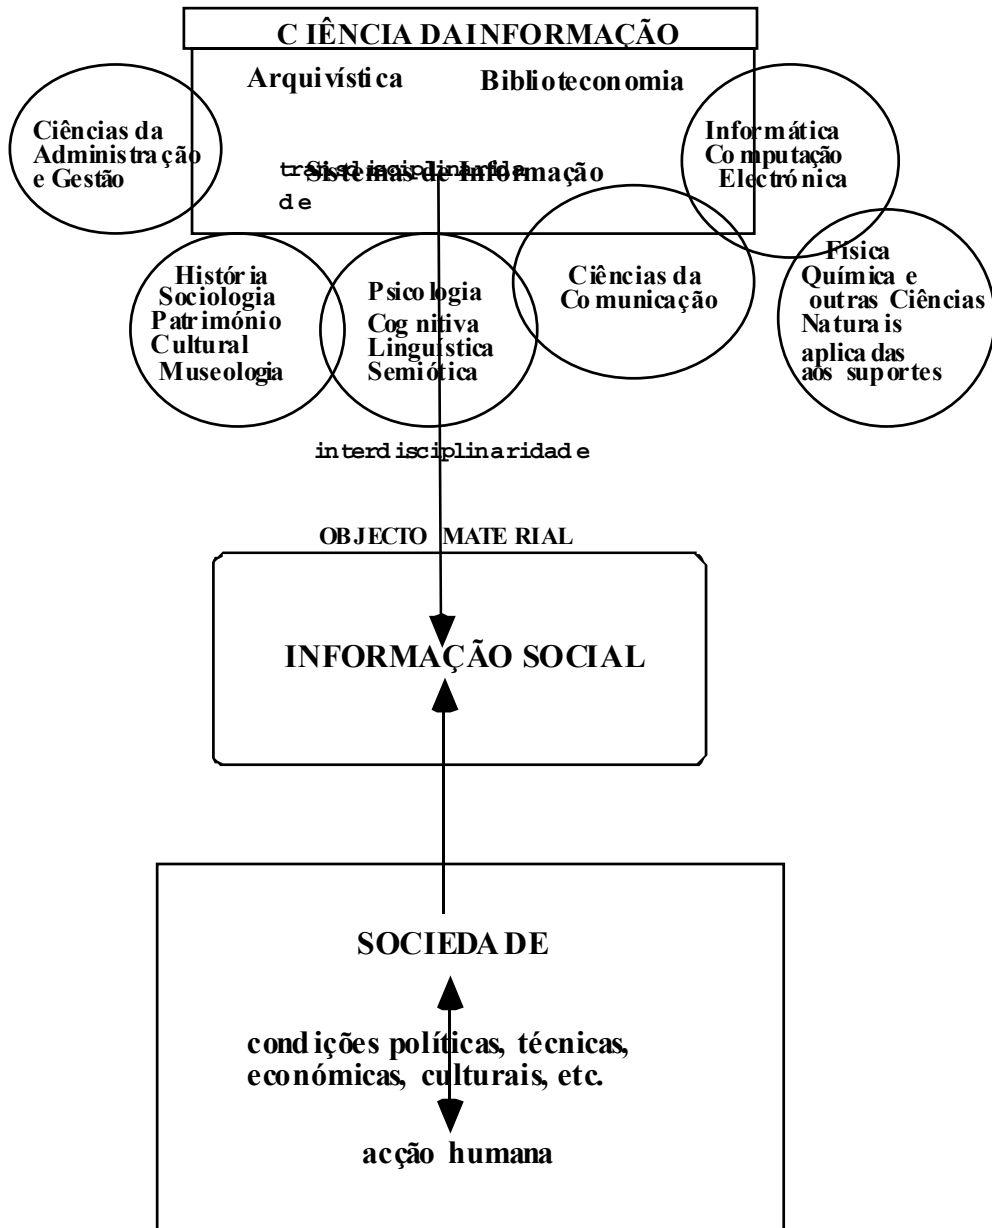 CIÊNCIA DA INFORMAÇÃO
Arquivística
Biblioteconomia
Ciências da
Administração
e Gestão
Informática
Computação
Electrónica
transdisciplinarida
de
Sistemas de Informação
História
Sociologia
Património
Cultural
Museologia
Psicologia
Cognitiva
Linguística
Semiótica
Ciências da
Comunicação
Física
Química e
outras Ciências
Naturais
aplicadas
aos suportes
interdisciplinaridade
OBJECTO MATERIAL
INFORMAÇÃO SOCIAL
SOCIEDADE
condições políticas, técnicas,
económicas, culturais, etc.
acção humana